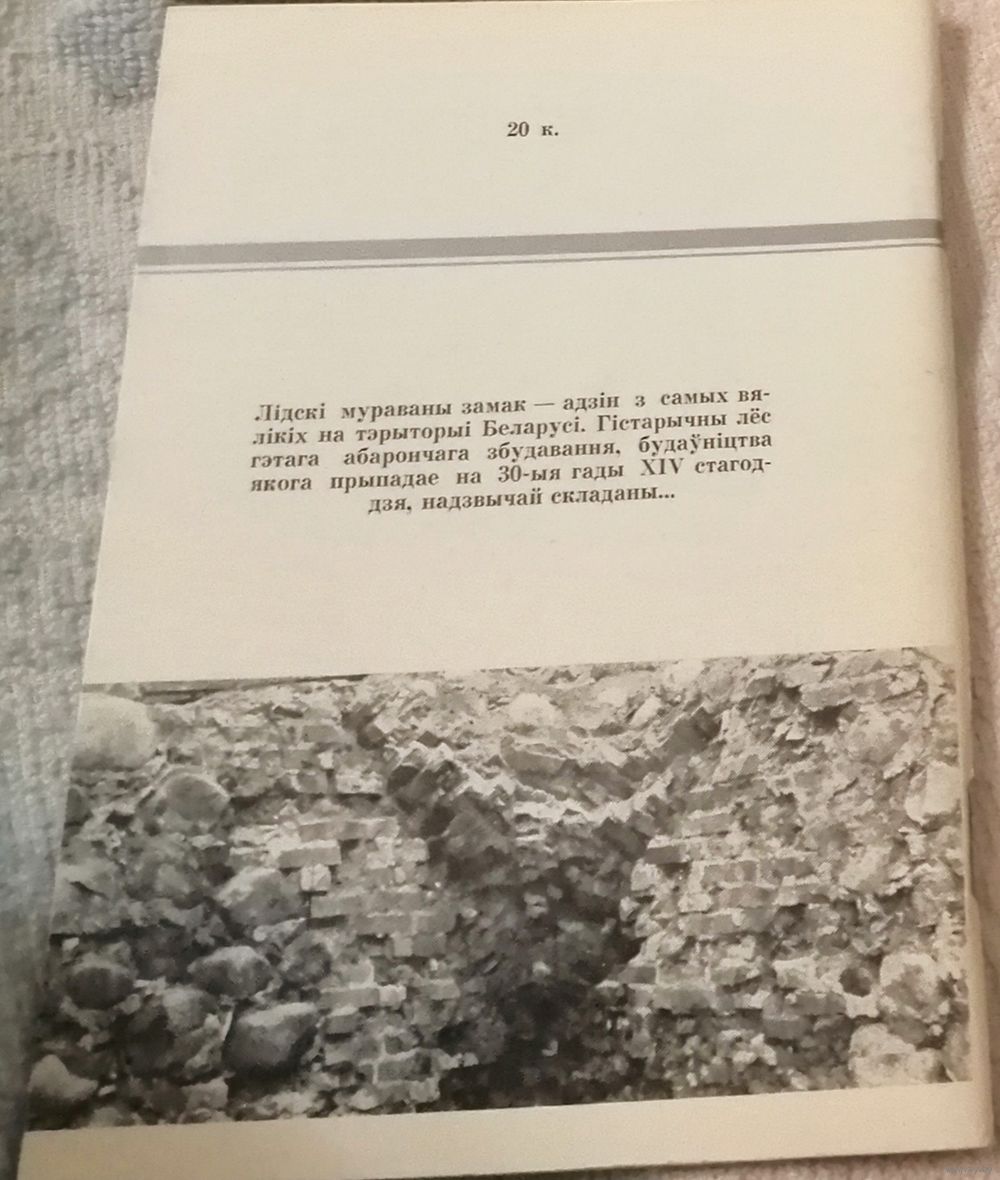 20 к.
Лідскі мураваны замак — адзін з самых вя-
лікіх на тэрыторыі Беларусі. Гістарычны лёс
гэтага абарончага збудавання, будаўніцтва
якога прыпадае на 30-ыя гады XIV стагод-
дзя, надзвычай складаны...